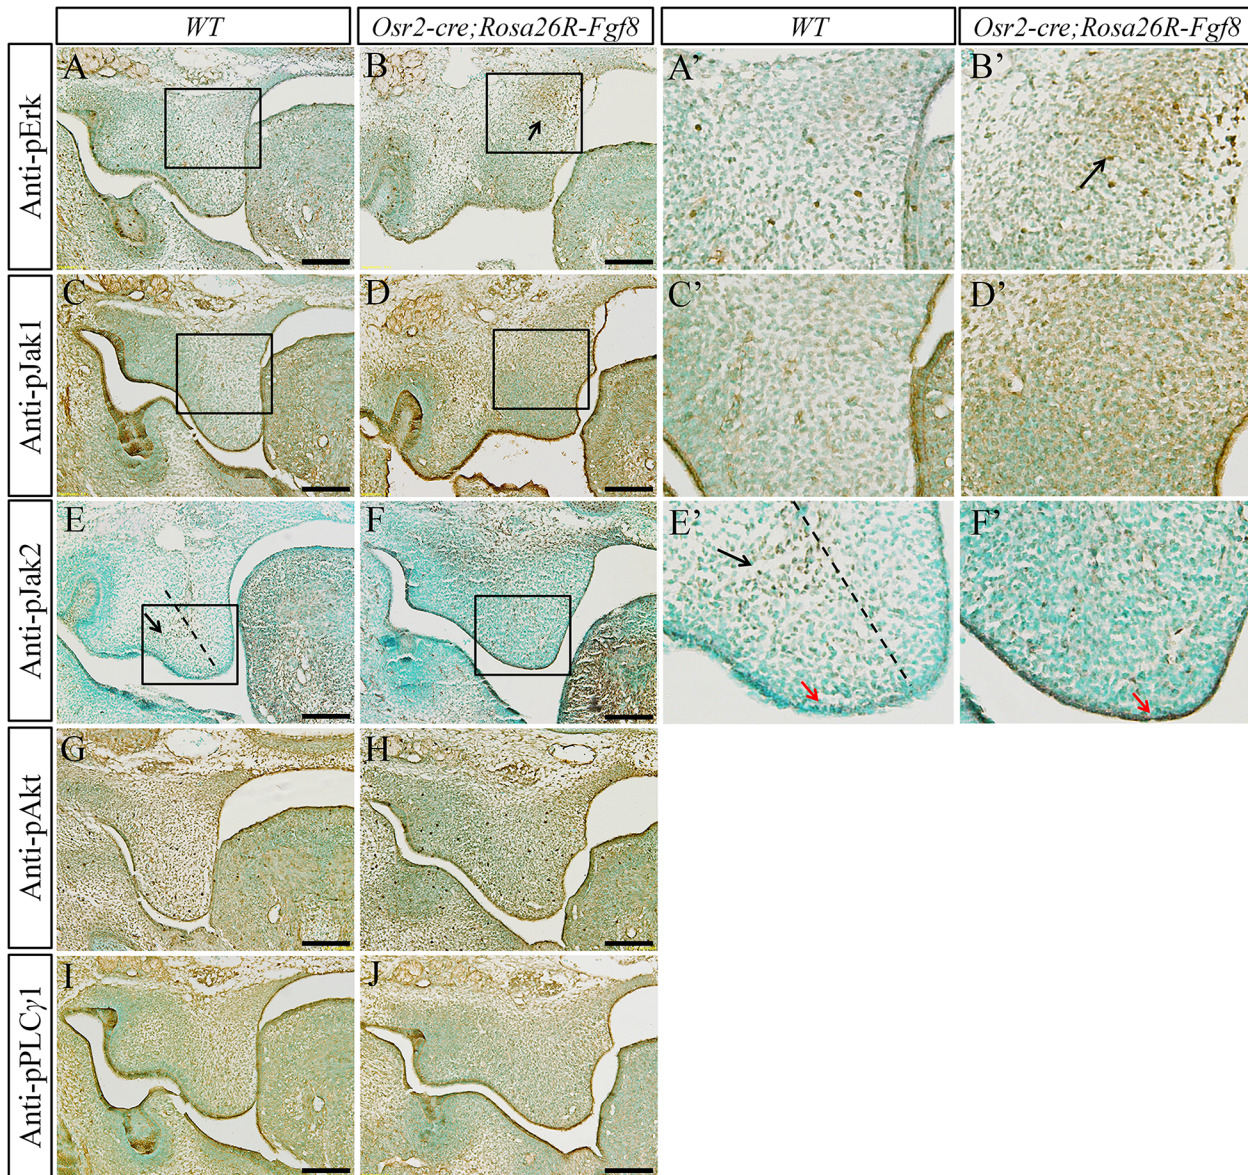 WT
Osr2-cre;Rosa26R-Fgf8
WT
Osr2-cre;Rosa26R-Fgf8
Anti-pErk
A
B
A’
B’
Anti-pJak1
C
D
C’
D’
Anti-pJak2
E
F
E’
F’
Anti-pAkt
G
H
Anti-pPLCγ1
I
J